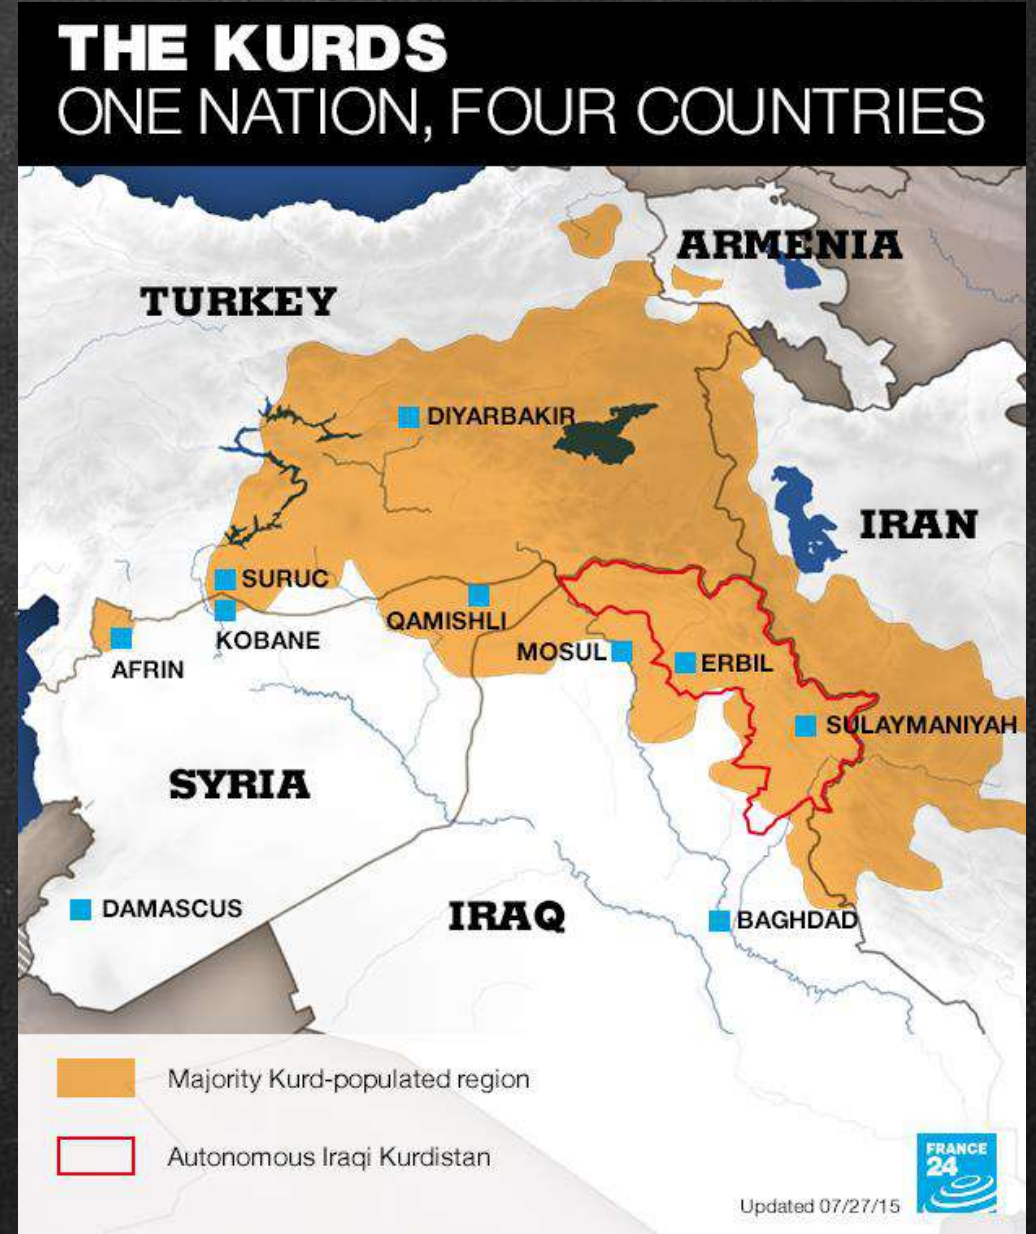 THE KURDS
ONE NATION, FOUR COUNTRIES
ARMENIA
TURKEY
DIYARBAKIR
IRAN
SURUC
KOBANE
QAMISHLI
AFRIN
MOSUL
ERBIL
SULAYMANIYAH
SYRIA
DAMASCUS
IRAQ
BAGHDAD
Majority Kurd-populated region
Autonomous Iraqi Kurdistan
FRANCE
24
Updated 07/27/15